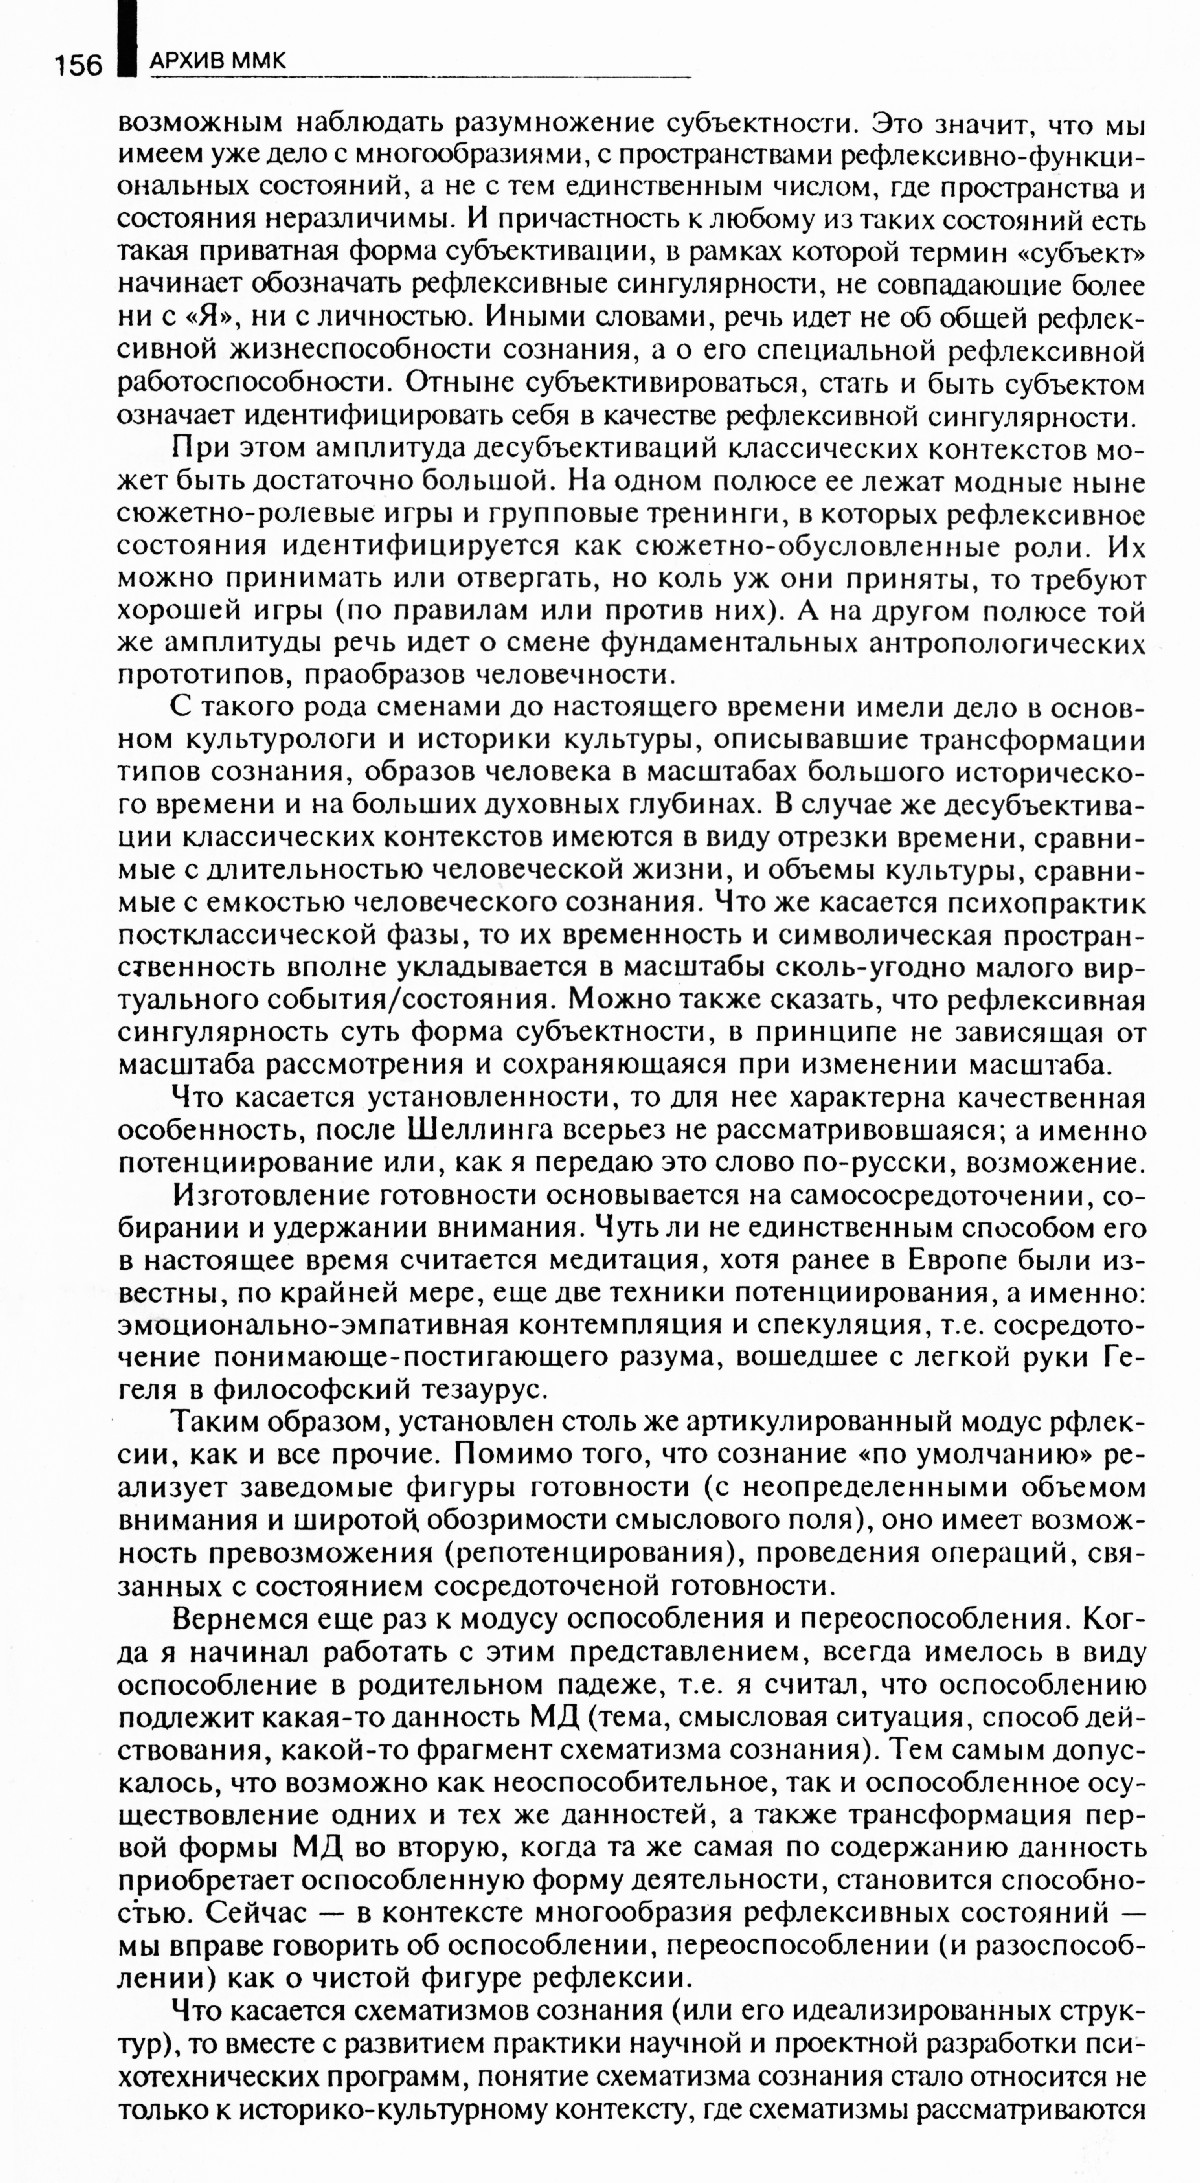 156 АРХИВ ММК
возможным наблюдать разумножение субъектности. Это значит, что мы
имеем уже дело с многообразиями, с пространствами рефлексивно-функци-
ональных состояний, а не с тем единственным числом, где пространства и
состояния неразличимы. И причастность к любому из таких состояний есть
такая приватная форма субъективации, в рамках которой термин «субъект»
начинает обозначать рефлексивные сингулярности, не совпадающие более
ни с «Я», ни с личностью. Иными словами, речь идет не об общей рефлек-
сивной жизнеспособности сознания, а о его специальной рефлексивной
работоспособности. Отныне субъективироваться, стать и быть субъектом
означает идентифицировать себя в качестве рефлексивной сингулярности.
При этом амплитуда десубъективаций классических контекстов мо-
жет быть достаточно большой. На одном полюсе ее лежат модные ныне
сюжетно-ролевые игры и групповые тренинги, в которых рефлексивное
состояния идентифицируется как сюжетно-обусловленные роли. Их
можно принимать или отвергать, но коль уж они приняты, то требуют
хорошей игры (по правилам или против них). А на другом полюсе той
же амплитуды речь идет о смене фундаментальных антропологических
прототипов, праобразов человечности.
С такого рода сменами до настоящего времени имели дело в основ-
ном культурологи и историки культуры, описывавшие трансформации
типов сознания, образов человека в масштабах большого историческо-
го времени и на больших духовных глубинах. В случае же десубъектива-
ции классических контекстов имеются в виду отрезки времени, сравни-
мые с длительностью человеческой жизни, и объемы культуры, сравни-
мые с емкостью человеческого сознания. Что же касается психопрактик
постклассической фазы, то их временность и символическая простран-
ственность вполне укладывается в масштабы сколь-угодно малого вир-
туального события/состояния. Можно также сказать, что рефлексивная
сингулярность суть форма субъектности, в принципе не зависящая от
масштаба рассмотрения и сохраняющаяся при изменении масштаба.
Что касается установленности, то для нее характерна качественная
особенность, после Шеллинга всерьез не рассматривовшаяся; а именно
потенциирование или, как я передаю это слово по-русски, возможение.
Изготовление готовности основывается на самососредоточении, со-
бирании и удержании внимания. Чуть ли не единственным способом его
в настоящее время считается медитация, хотя ранее в Европе были из-
вестны, по крайней мере, еще две техники потенциирования, а именно:
эмоционально-эмпативная контемпляция и спекуляция, т.е. сосредото-
чение понимающе-постигающего разума, вошедшее с легкой руки Ге-
геля в философский тезаурус.
Таким образом, установлен столь же артикулированный модус рфлек-
сии, как и все прочие. Помимо того, что сознание «по умолчанию» ре-
ализует заведомые фигуры готовности (с неопределенными объемом
внимания и широтой обозримости смыслового поля), оно имеет возмож-
ность превозможения (репотенцирования), проведения операций, свя-
занных с состоянием сосредоточеной готовности.
Вернемся еще раз к модусу оспособления и переоспособления. Ког-
да я начинал работать с этим представлением, всегда имелось в виду
оспособление в родительном падеже, т.е. я считал, что оспособлению
подлежит какая-то данность МД (тема, смысловая ситуация, способ дей-
ствования, какой-то фрагмент схематизма сознания). Тем самым допус-
калось, что возможно как неоспособительное, так и оспособленное осу-
ществовление одних и тех же данностей, а также трансформация пер-
вой формы МД во вторую, когда та же самая по содержанию данность
приобретает оспособленную форму деятельности, становится способно-
стью. Сейчас — в контексте многообразия рефлексивных состояний —
мы вправе говорить об оспособлении, переоспособлении (и разоспособ-
лении) как о чистой фигуре рефлексии.
Что касается схематизмов сознания (или его идеализированных струк-
тур), то вместе с развитием практики научной и проектной разработки пси-
хотехнических программ, понятие схематизма сознания стало относится не
только к историко-культурному контексту, где схематизмы рассматриваются